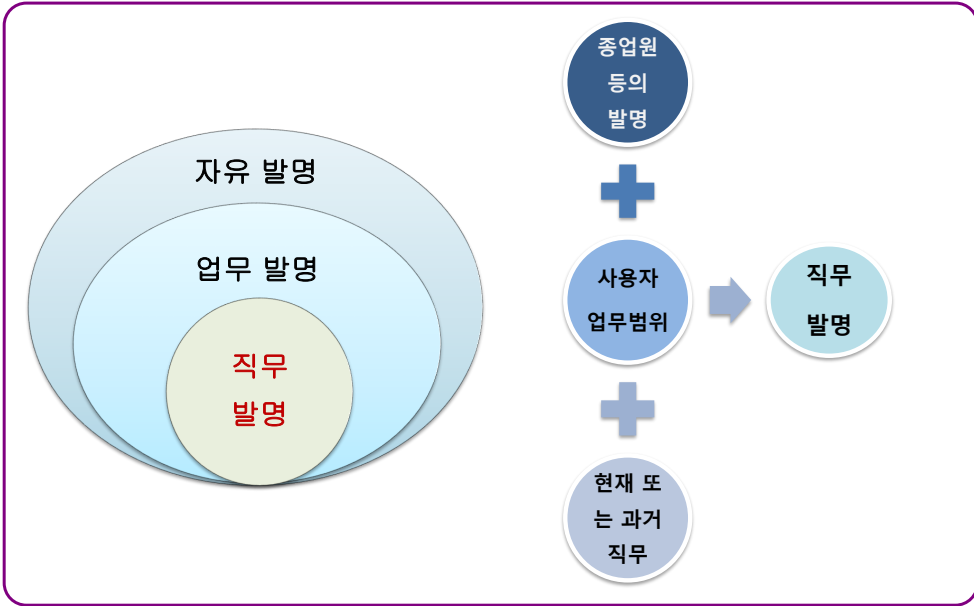 자유 발명
업무 발명
직무
발명
종업원
등의
발명
사용자
업무범위
현재 또
는 과거
직무
직무
발명